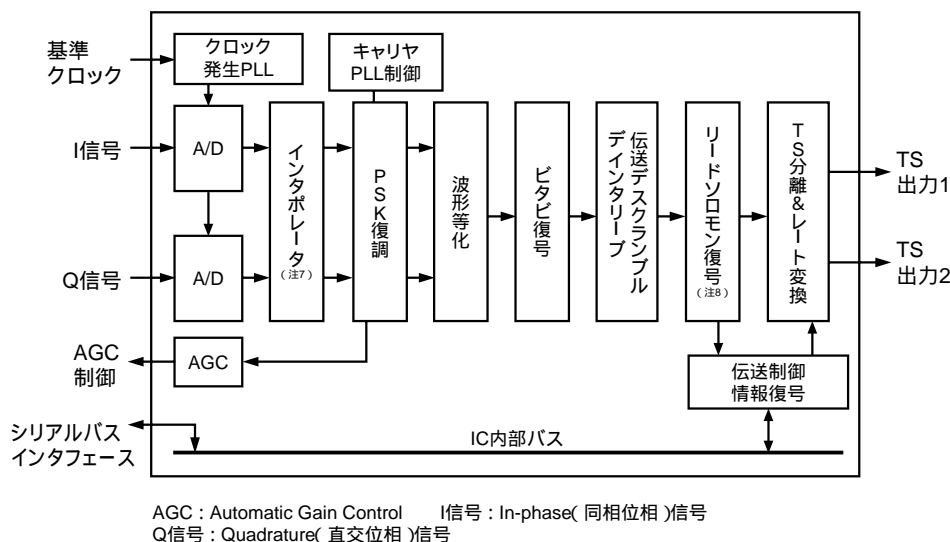 基準
クロック
クロック
発生PLL
キャリヤ
PLL制御
I信号
A/D
Q信号
A/D
インタポレータ
（注7）
PSK復調
波形等化
ビタビ復号
伝送デスクランブル
デインタリーブ
リードソロモン復号
（注8）
TS分離&レート変換
TS
出力1
TS
出力2
AGC
制御
AGC
伝送制御
情報復号
シリアルバス
インタフェース
IC内部バス
AGC : Automatic Gain Control　I信号 : In-phase( 同相位相 )信号
Q信号 : Quadrature( 直交位相 )信号